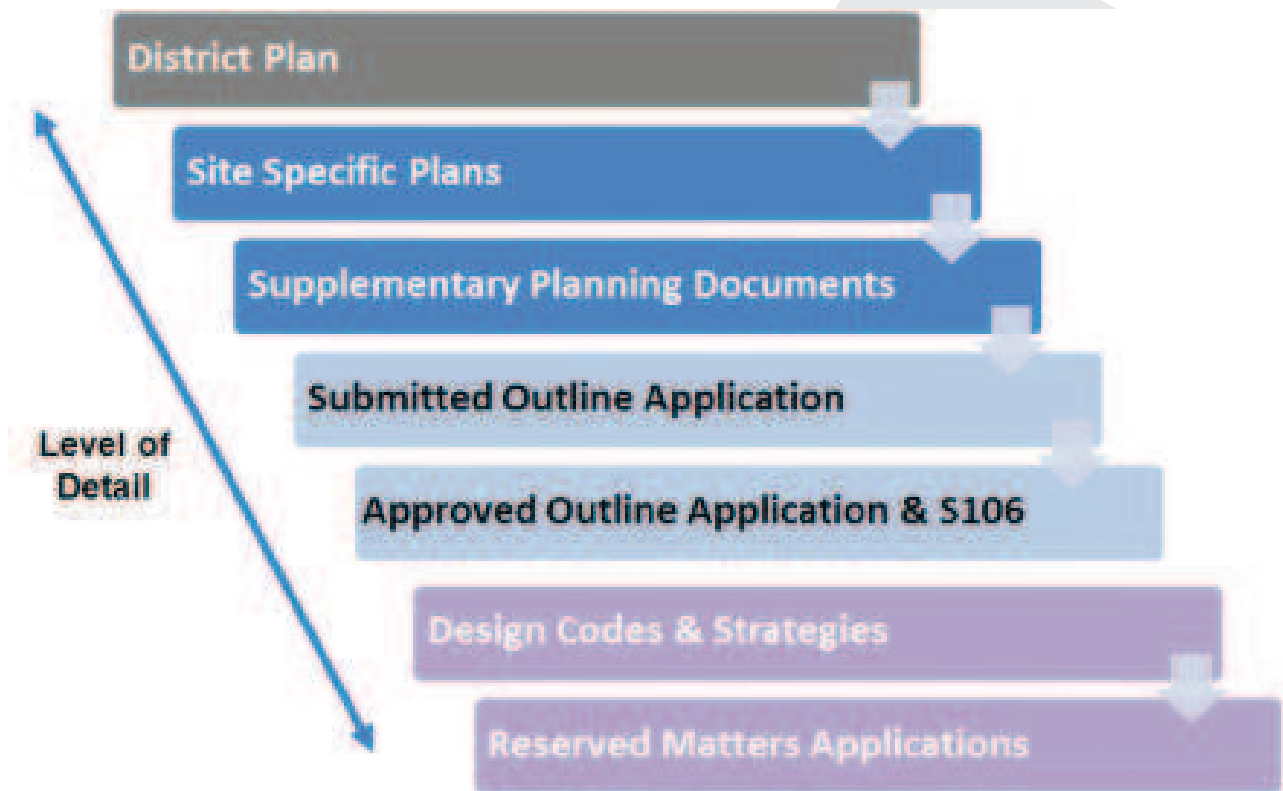 District Plan
Site Specific Plans
Supplementary Planning Documents
Submitted Outline Application
Level of
Detail
Approved Outline Application & S106
Design Codes & Strategies
Reserved Matters Applications